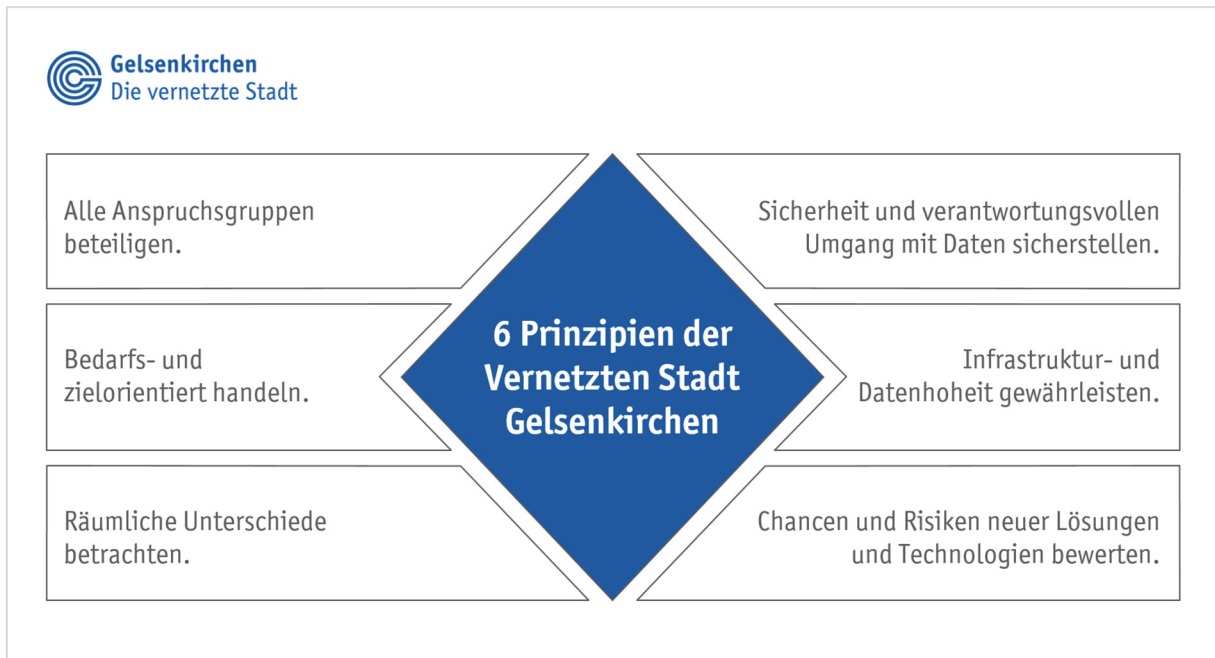 Gelsenkirchen
Die vernetzte Stadt
Alle Anspruchsgruppen
beteiligen.
Bedarfs- und
zielorientiert handeln.
Räumliche Unterschiede
betrachten.
6 Prinzipien der
Vernetzten Stadt
Gelsenkirchen
Sicherheit und verantwortungsvollen
Umgang mit Daten sicherstellen.
Infrastruktur- und
Datenhoheit gewährleisten.
Chancen und Risiken neuer Lösungen
und Technologien bewerten.